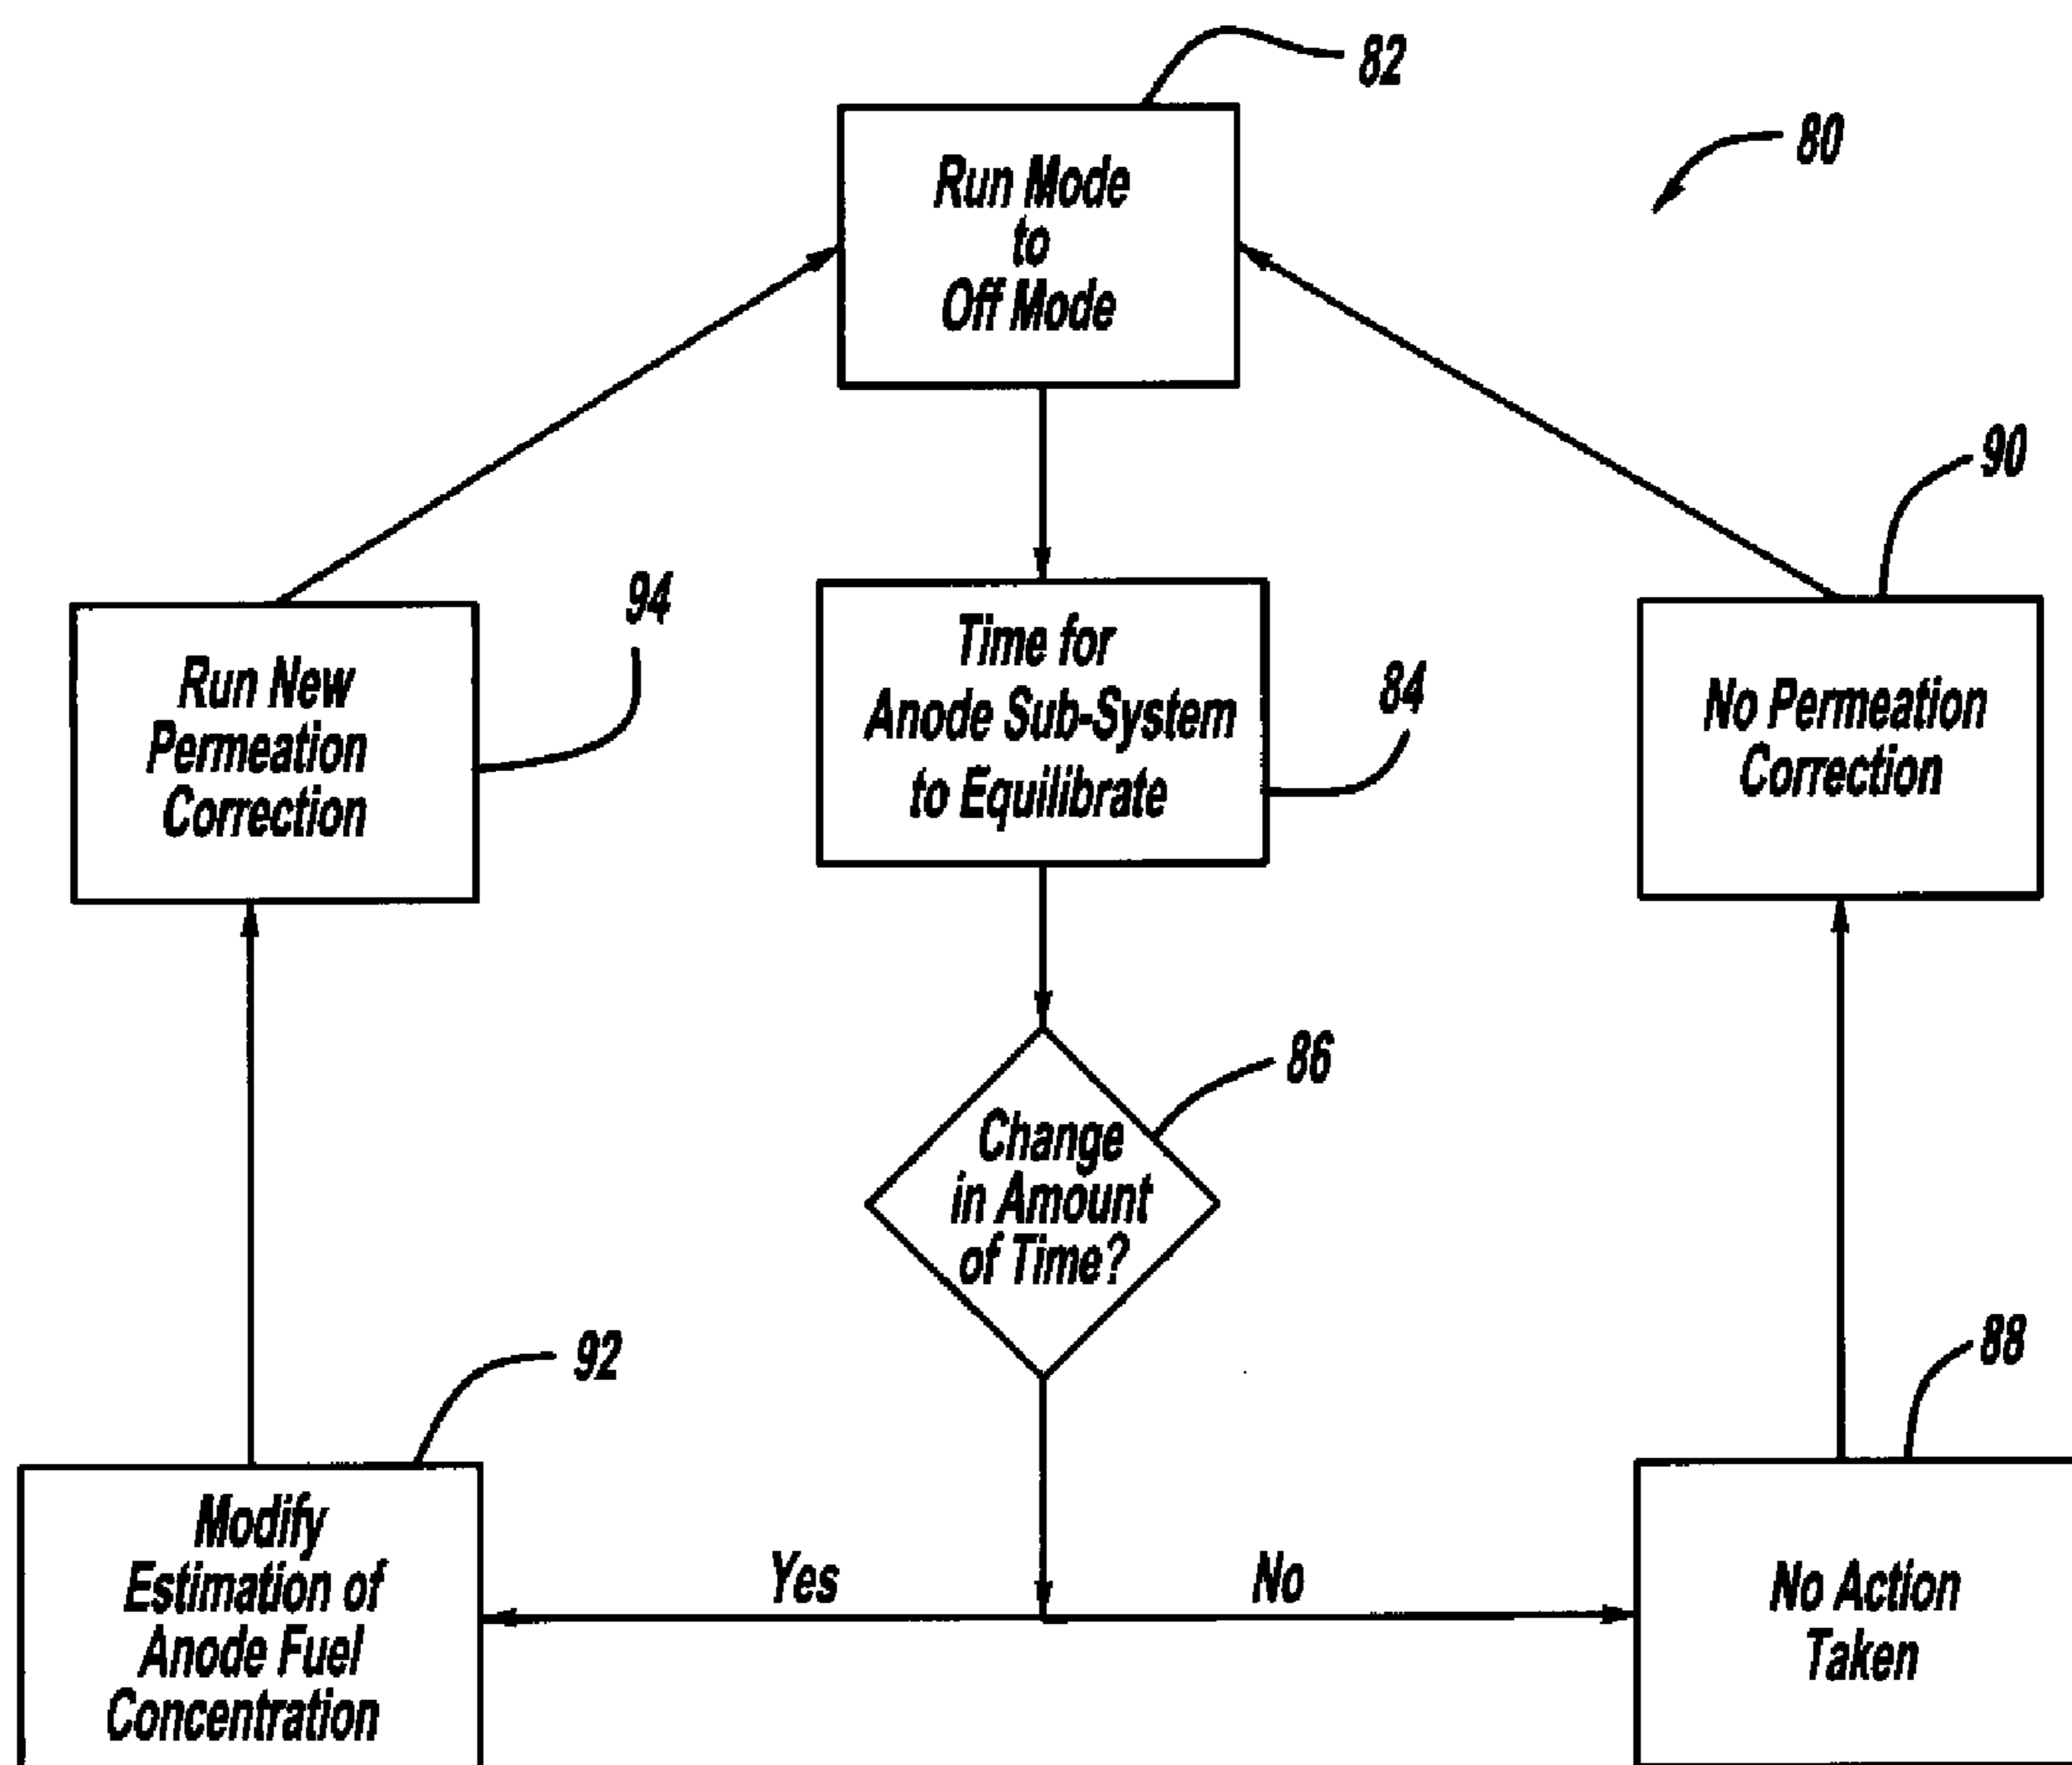 82
80
Run Mode
to
Off Mode
90
94
Run New
Permeation
Correction
Time for
Anode Sub-System
to Equilibrate
84
No Permeation
Correction
86
Change
in Amount
of Time?
92
88
Modify
Estimation of
Anode Fuel
Concentration
Yes
No
No Action
Taken